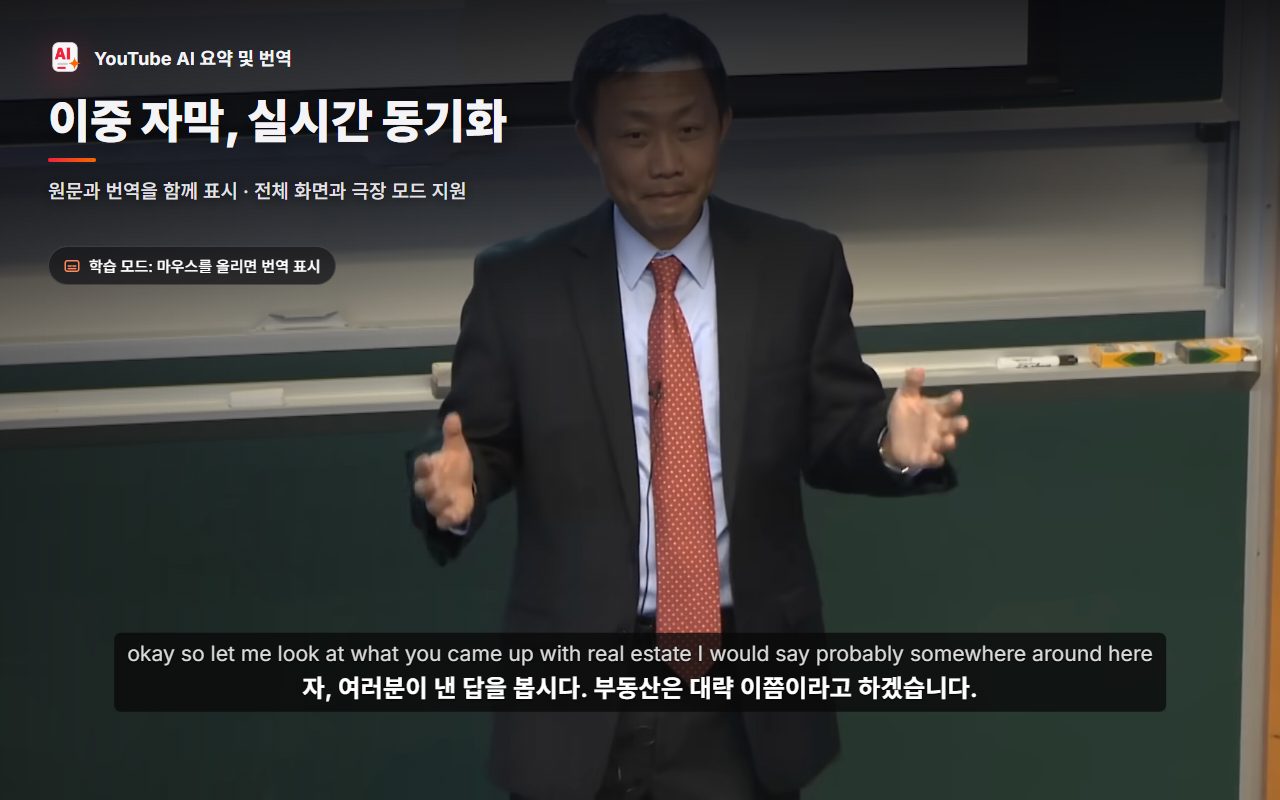 AI
YouTube AI 요약 및 번역
이중 자막, 실시간 동기화
원문과 번역을 함께 표시 · 전체 화면과 극장 모드 지원
학습 모드: 마우스를 올리면 번역 표시
okay so let me look at what you came up with real estate I would say probably somewhere around here
자, 여러분이 낸 답을 봅시다. 부동산은 대략 이쯤이라고 하겠습니다.